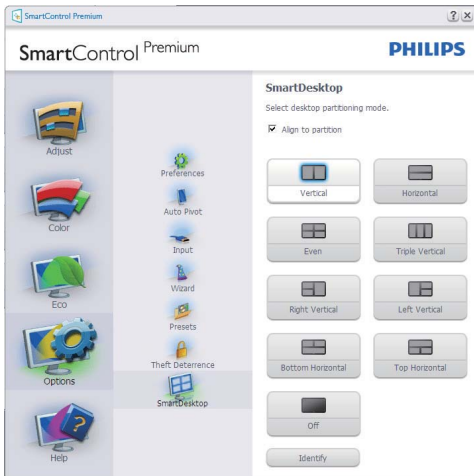 SmartControl Premium
SmartControl Premium
PHILIPS
Adjust
Color
Eco
Options
Help
Preferences
Auto Pivot
Input
Wizard
Presets
Theft Deterrence
SmartDesktop
SmartDesktop
Select desktop partitioning mode.
Align to partition
Vertical
Horizontal
Even
Triple Vertical
Right Vertical
Left Vertical
Bottom Horizontal
Top Horizontal
Off
Identify